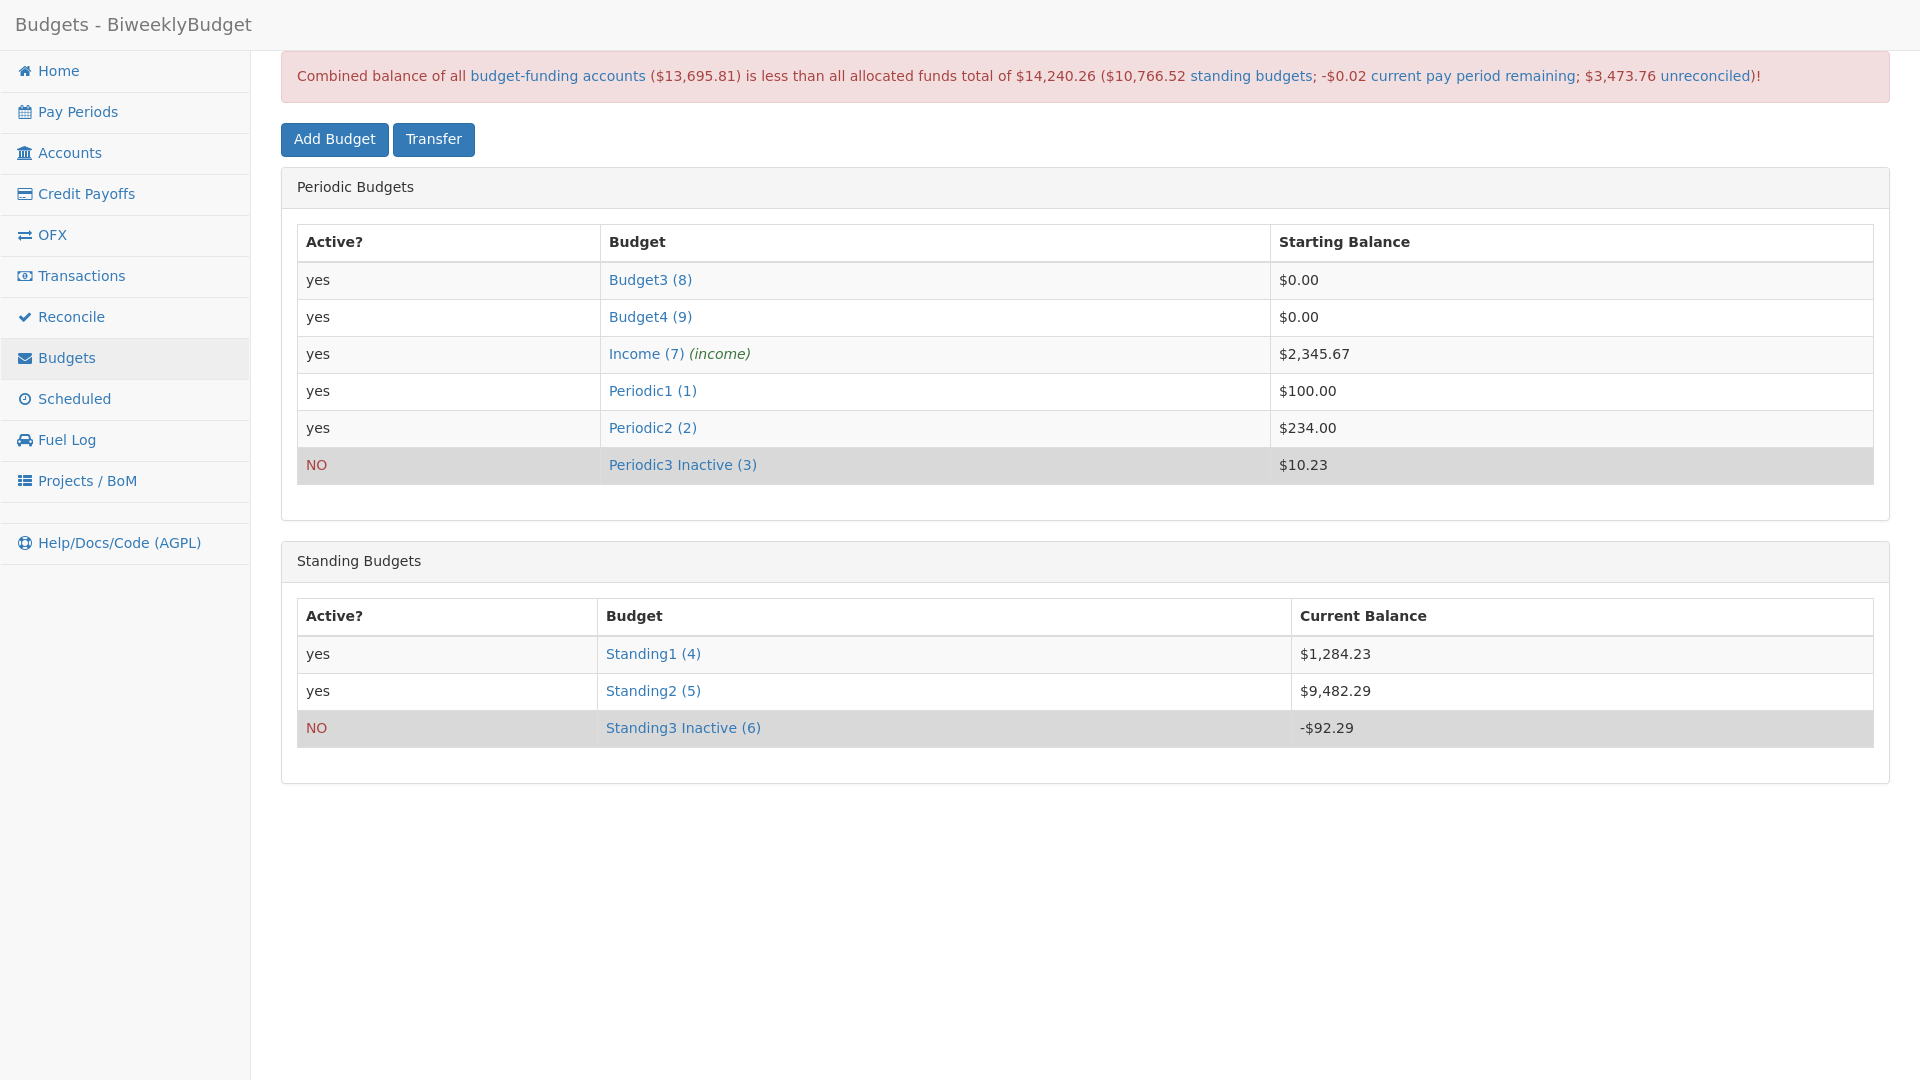 Budgets - BiweeklyBudget
Home
Pay Periods
Accounts
Credit Payoffs
OFX
Transactions
Reconcile
Budgets
Scheduled
Fuel Log
Projects / BoM
Help/Docs/Code (AGPL)
Combined balance of all budget-funding accounts ($13,695.81) is less than all allocated funds total of $14,240.26 ($10,766.52 standing budgets; -$0.02 current pay period remaining; $3,473.76 unreconciled)!
Add Budget Transfer
Periodic Budgets
Active? Budget Starting Balance
yes Budget3 (8) $0.00
yes Budget4 (9) $0.00
yes Income (7) (income) $2,345.67
yes Periodic1 (1) $100.00
yes Periodic2 (2) $234.00
NO Periodic3 Inactive (3) $10.23
Standing Budgets
Active? Budget Current Balance
yes Standing1 (4) $1,284.23
yes Standing2 (5) $9,482.29
NO Standing3 Inactive (6) -$92.29